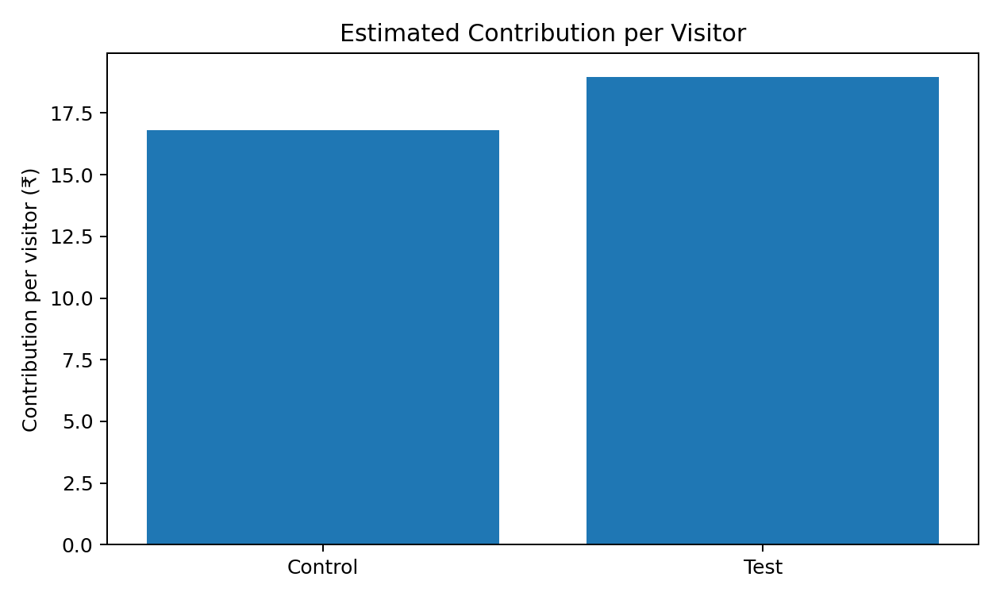 Estimated Contribution per Visitor
Contribution per visitor (₹)
17.5
15.0
12.5
10.0
7.5
5.0
2.5
0.0
Control
Test